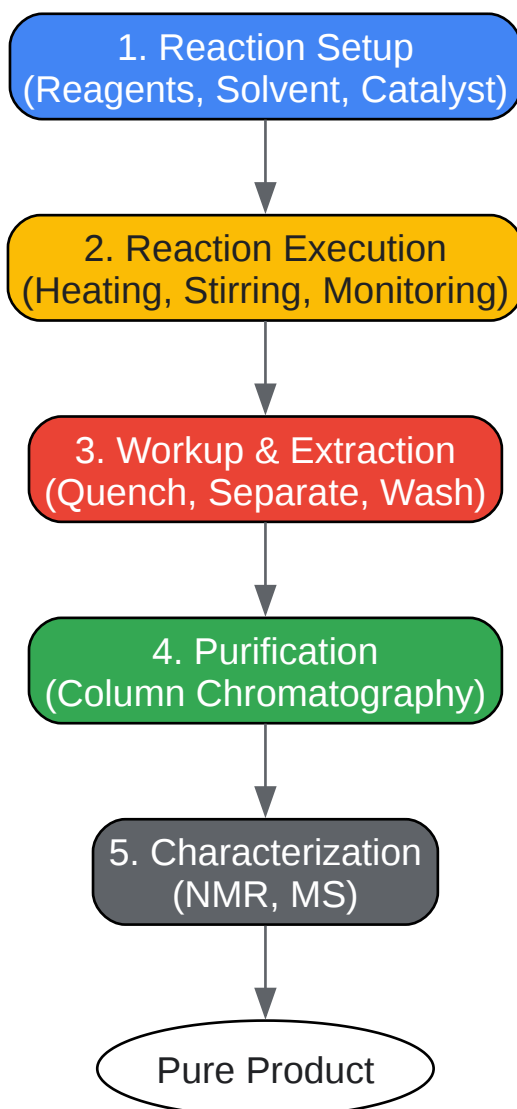 1. Reaction Setup
(Reagents, Solvent, Catalyst)
2. Reaction Execution
(Heating, Stirring, Monitoring)
3. Workup & Extraction
(Quench, Separate, Wash)
4. Purification
(Column Chromatography)
5. Characterization
(NMR, MS)
Pure Product